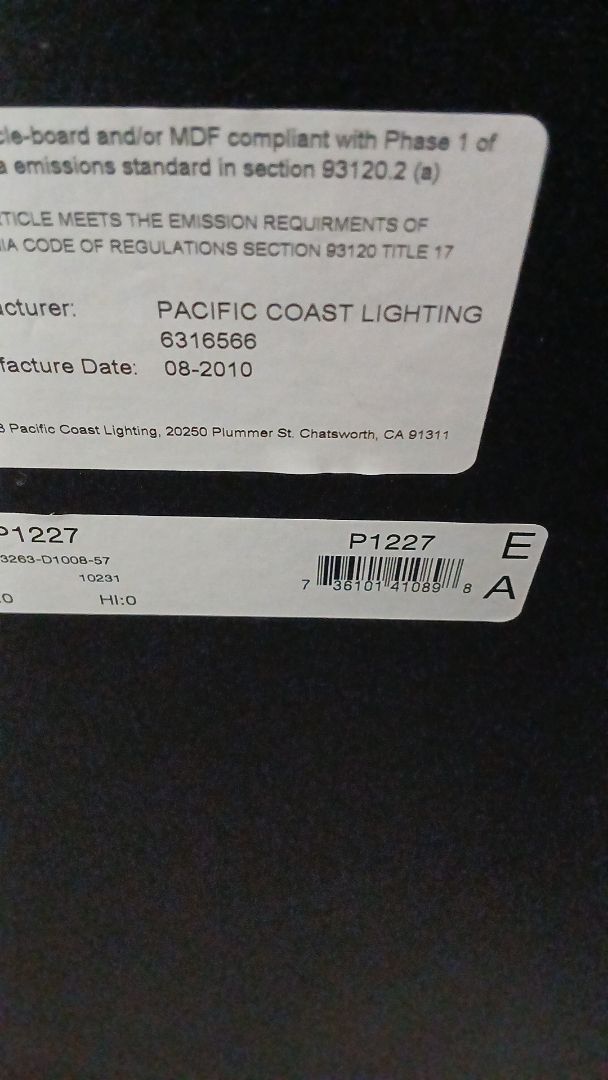 cle-board and/or MDF compliant with Phase 1 of
a emissions standard in section 93120.2 (a)
TICLE MEETS THE EMISSION REQUIRMENTS OF
IA CODE OF REGULATIONS SECTION 93120 TITLE 17
acturer: PACIFIC COAST LIGHTING
6316566
facture Date: 08-2010
Pacific Coast Lighting, 20250 Plummer St. Chatsworth, CA 91311
P1227 P1227 E
3263-D1008-57
10231
7 36101 41089 8 A
HI:0